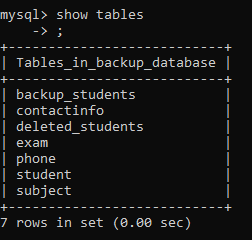 mysql> show tables
    -> ;
+---------------------------+
| Tables_in_backup_database |
+---------------------------+
| backup_students           |
| contactinfo               |
| deleted_students          |
| exam                      |
| phone                     |
| student                   |
| subject                   |
+---------------------------+
7 rows in set (0.00 sec)